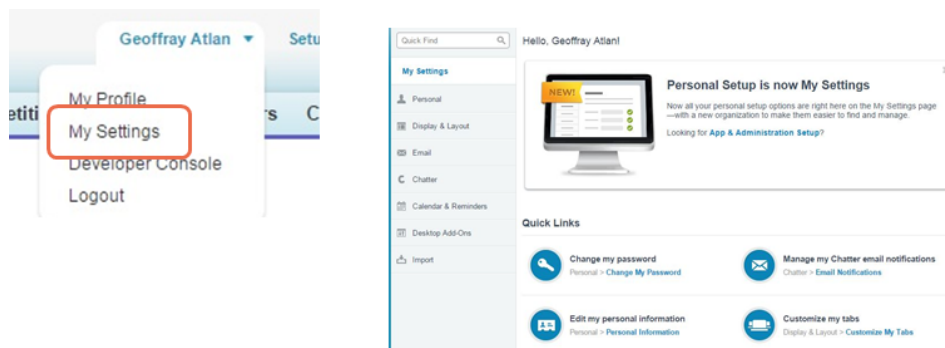 Geoffray Atlan
Setu
My Profile
etiti
rs
C
My Settings
Developer Console
Logout
Quick Find
My Settings
Personal
Display & Layout
Email
Chatter
Calendar & Reminders
Desktop Add-Ons
Import
Hello, Geoffray Atlan!
NEW!
Personal Setup is now My Settings
Now all your personal setup options are right here on the My Settings page
—with a new organization to make them easier to find and manage.
Looking for App & Administration Setup?
Quick Links
Change my password
Personal > Change My Password
Manage my Chatter email notifications
Chatter > Email Notifications
Edit my personal information
Personal > Personal Information
Customize my tabs
Display & Layout > Customize My Tabs